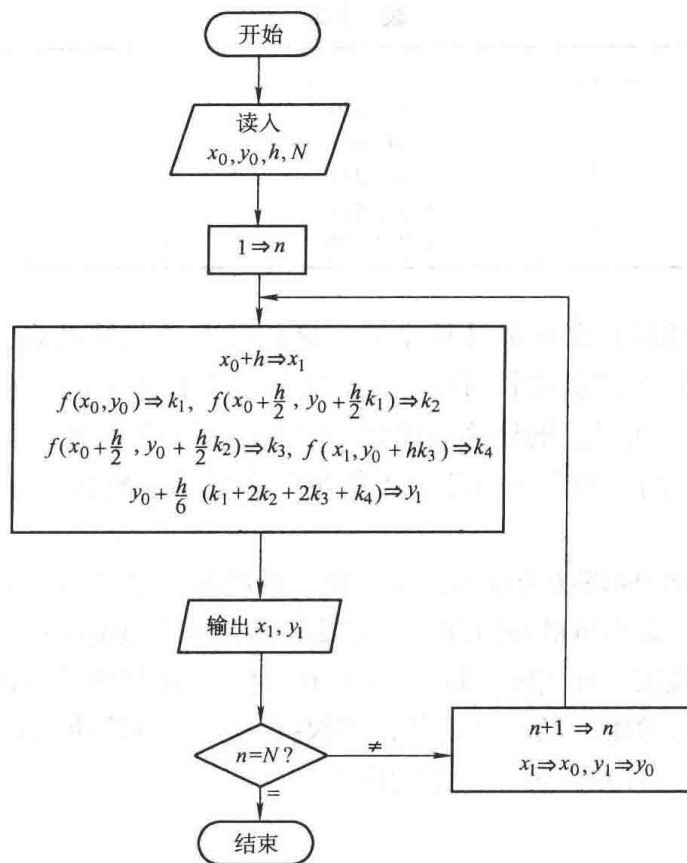 开始
读入
x₀,y₀,h,N
1⇒n
x₀+h⇒x₁
f(x₀,y₀)⇒k₁, f(x₀+h/2, y₀+h/2 k₁)⇒k₂
f(x₀+h/2, y₀+h/2 k₂)⇒k₃, f(x₁,y₀+hk₃)⇒k₄
y₀+h/6 (k₁+2k₂+2k₃+k₄)⇒y₁
输出 x₁,y₁
n=N?
≠
n+1⇒n
x₁⇒x₀,y₁⇒y₀
=
结束